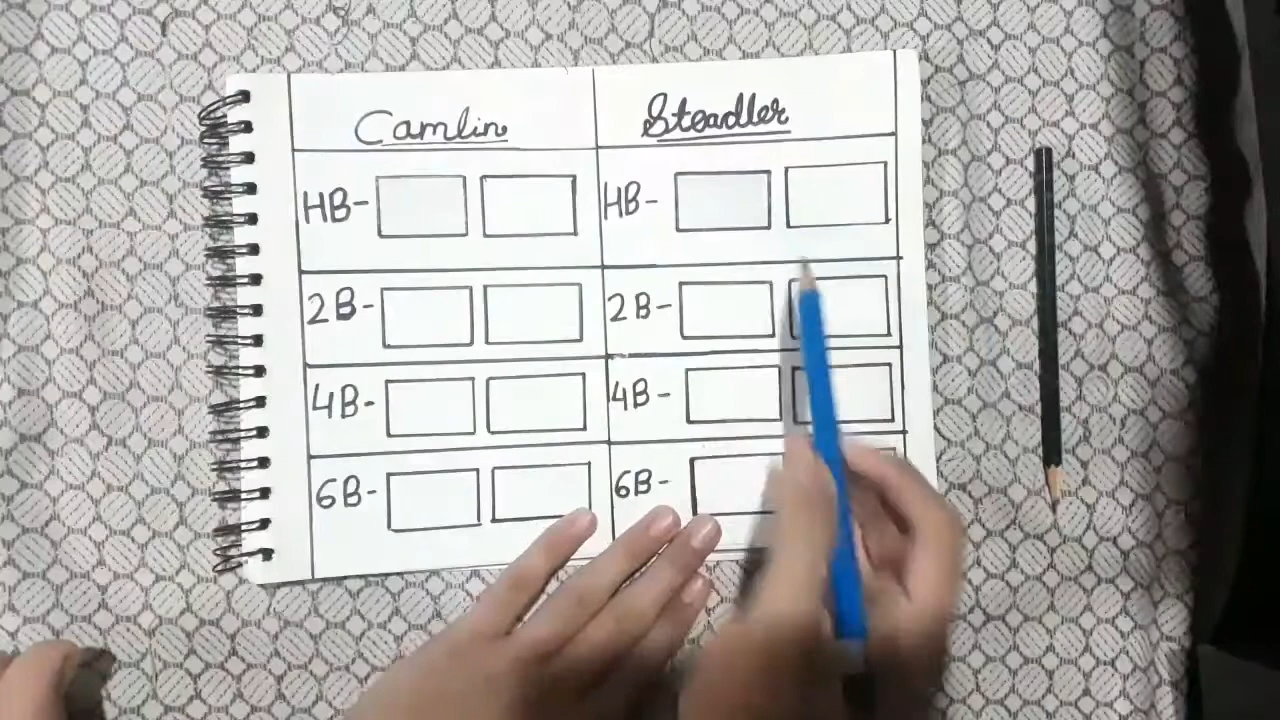 Camlin Steadler
HB- HB-
2B- 2B-
4B- 4B-
6B- 6B-